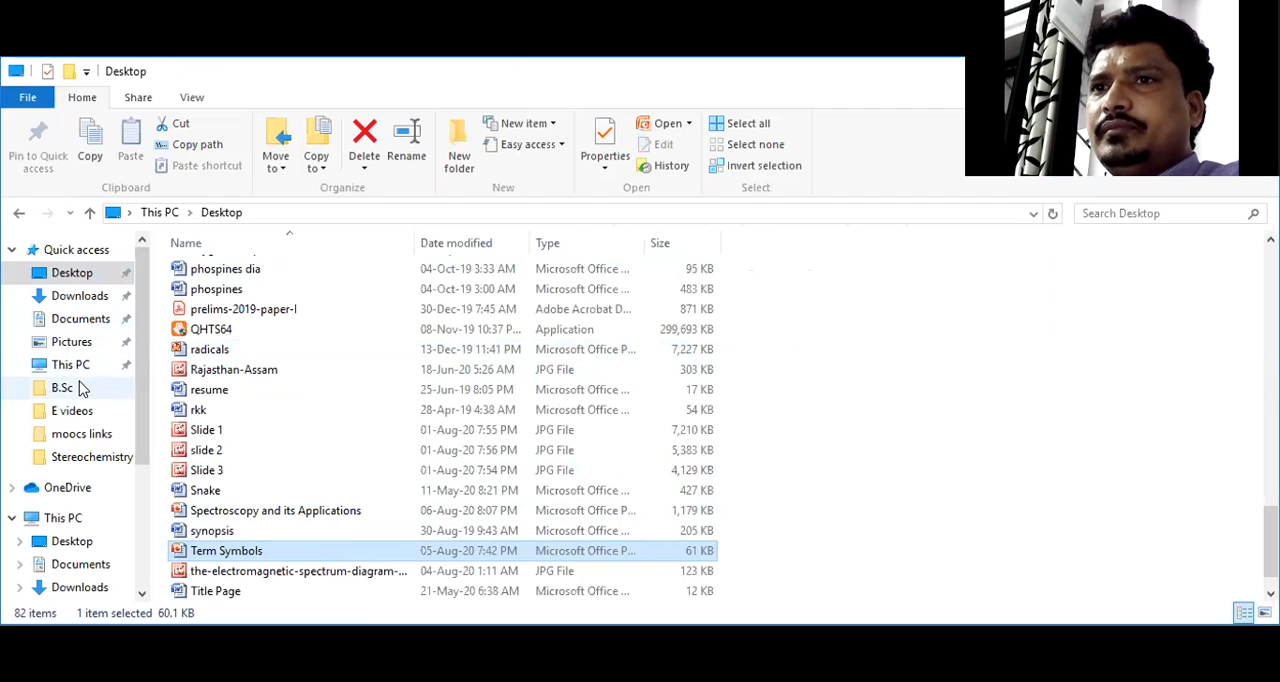 Desktop
File Home Share View
Pin to Quick access
Copy
Paste
Cut
Copy path
Paste shortcut
Clipboard
Move to
Copy to
Delete
Rename
Organize
New folder
New item
Easy access
New
Properties
Open
Edit
History
Open
Select all
Select none
Invert selection
Select
This PC > Desktop
Search Desktop
Quick access
Desktop
Downloads
Documents
Pictures
This PC
B.Sc
E videos
moocs links
Stereochemistry
OneDrive
This PC
Desktop
Documents
Downloads
Name Date modified Type Size
phospines dia 04-Oct-19 3:33 AM Microsoft Office ... 95 KB
phospines 04-Oct-19 3:00 AM Microsoft Office ... 483 KB
prelims-2019-paper-I 30-Dec-19 7:45 AM Adobe Acrobat D... 871 KB
QHTS64 08-Nov-19 10:37 P... Application 299,693 KB
radicals 13-Dec-19 11:41 PM Microsoft Office P... 7,227 KB
Rajasthan-Assam 18-Jun-20 5:26 AM JPG File 303 KB
resume 25-Jun-19 8:05 PM Microsoft Office ... 17 KB
rkk 28-Apr-19 4:38 AM Microsoft Office ... 54 KB
Slide 1 01-Aug-20 7:55 PM JPG File 7,210 KB
slide 2 01-Aug-20 7:56 PM JPG File 5,383 KB
Slide 3 01-Aug-20 7:54 PM JPG File 4,129 KB
Snake 11-May-20 8:21 PM Microsoft Office ... 427 KB
Spectroscopy and its Applications 06-Aug-20 8:07 PM Microsoft Office P... 1,179 KB
synopsis 30-Aug-19 9:43 AM Microsoft Office ... 205 KB
Term Symbols 05-Aug-20 7:42 PM Microsoft Office P... 61 KB
the-electromagnetic-spectrum-diagram-... 04-Aug-20 1:11 AM JPG File 123 KB
Title Page 21-May-20 6:38 AM Microsoft Office ... 12 KB
82 items 1 item selected 60.1 KB